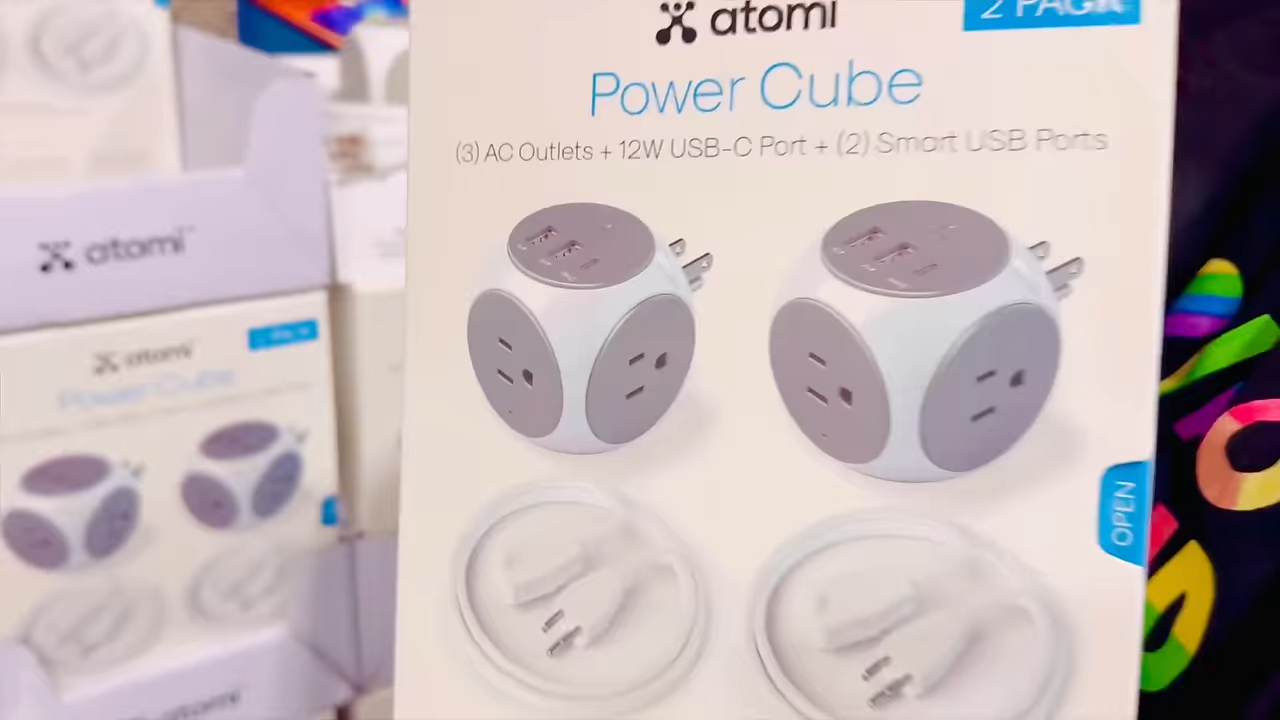 atomi
2 PACK
Power Cube
(3) AC Outlets + 12W USB-C Port + (2) Smart USB Ports
OPEN
atomi
atomi
Power Cube
atomi